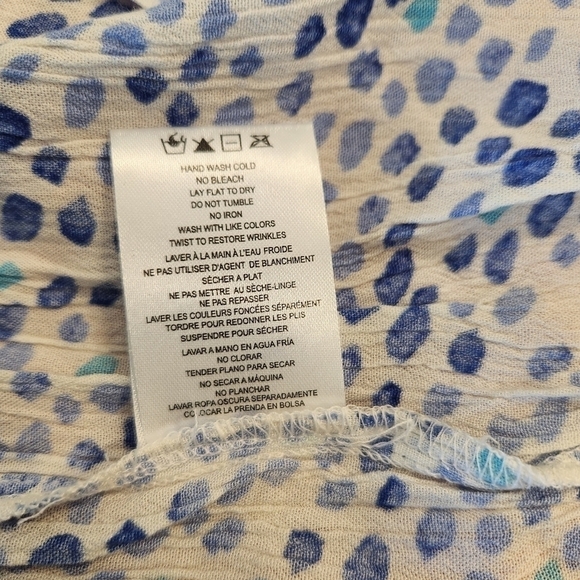 HAND WASH COLD
NO BLEACH
LAY FLAT TO DRY
DO NOT TUMBLE
NO IRON
WASH WITH LIKE COLORS
TWIST TO RESTORE WRINKLES
LAVER À LA MAIN À L'EAU FROIDE
NE PAS UTILISER D'AGENT DE BLANCHIMENT
SÈCHER A PLAT
NE PAS METTRE AU SÈCHE-LINGE
NE PAS REPASSER
LAVER LES COULEURS FONCÉES SÉPARÉMENT
TORDRE POUR REDONNER LES PLIS
SUSPENDRE POUR SÉCHER
LAVAR A MANO EN AGUA FRÍA
NO CLORAR
TENDER PLANO PARA SECAR
NO SECAR A MÁQUINA
NO PLANCHAR
LAVAR ROPA OSCURA SEPARADAMENTE
COLOCAR LA PRENDA EN BOLSA